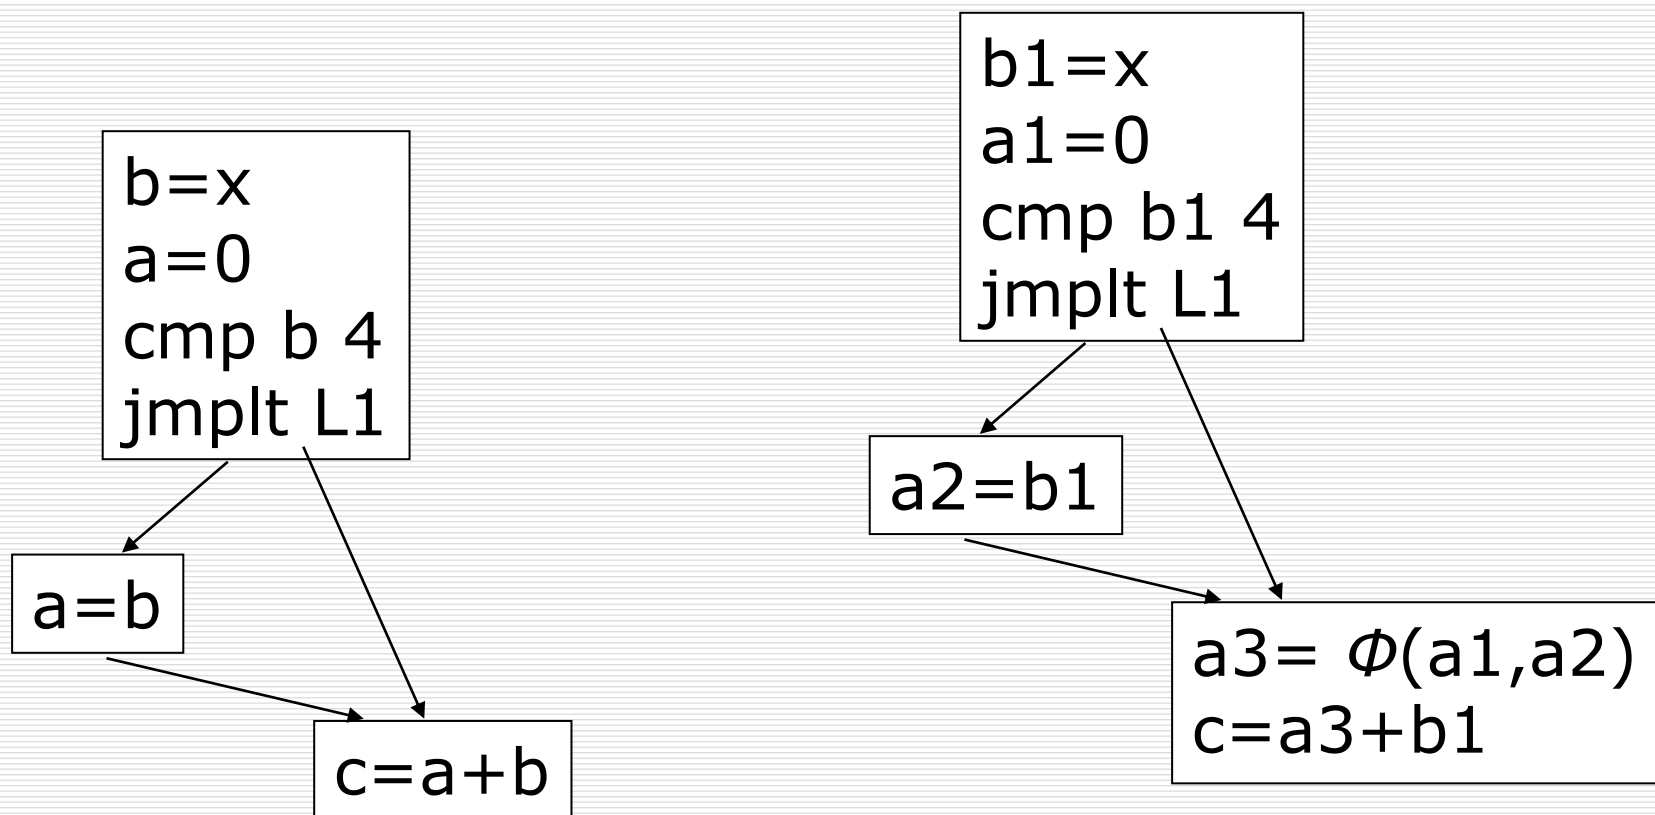 b=x
a=0
cmp b 4
jmplt L1
a=b
c=a+b
b1=x
a1=0
cmp b1 4
jmplt L1
a2=b1
a3= Φ(a1,a2)
c=a3+b1